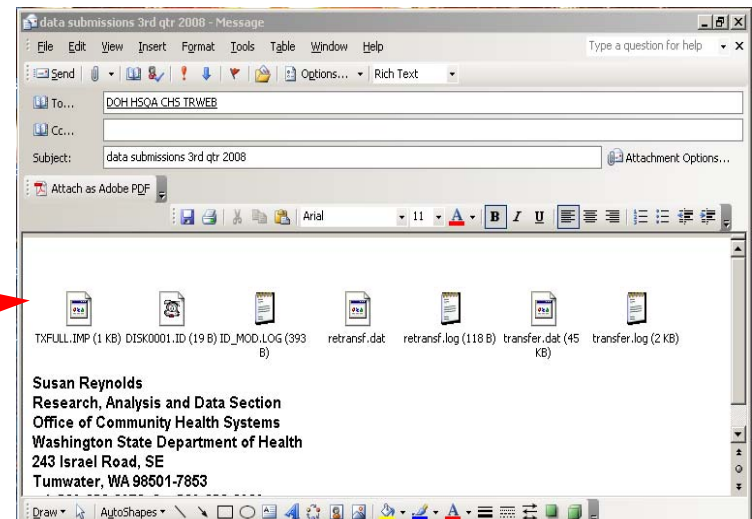 data submissions 3rd qtr 2008 - Message
File Edit View Insert Format Tools Table Window Help Type a question for help
Send Options... Rich Text
To... DOH HSQA CHS TRWEB
Cc...
Subject: data submissions 3rd qtr 2008 Attachment Options...
Attach as Adobe PDF
Arial 11 A B I U
TXFULL.IMP (1 KB) DISK0001.ID (19 B) ID_MOD.LOG (393 B) retransf.dat retransf.log (118 B) transfer.dat (45 KB) transfer.log (2 KB)
Susan Reynolds
Research, Analysis and Data Section
Office of Community Health Systems
Washington State Department of Health
243 Israel Road, SE
Tumwater, WA 98501-7853
Draw AutoShapes